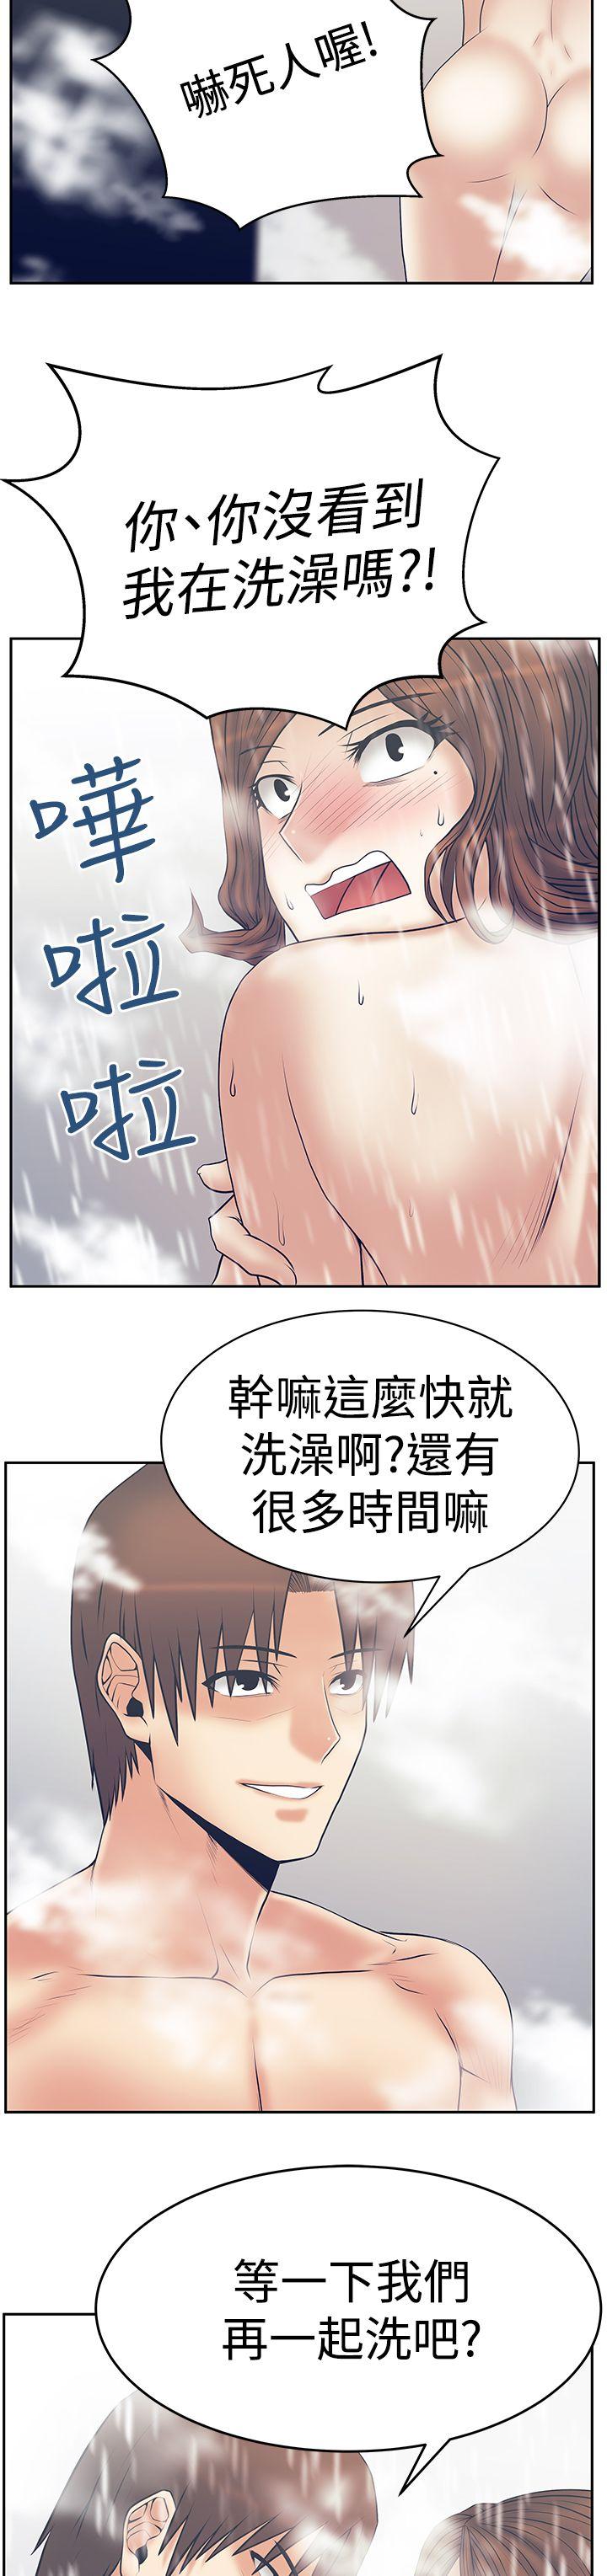 嚇死人喔!
你、你沒看到
我在洗澡嗎?!
嘩
啦
啦
幹嘛這麼快就
洗澡啊?還有
很多時間嘛
等一下我們
再一起洗吧?